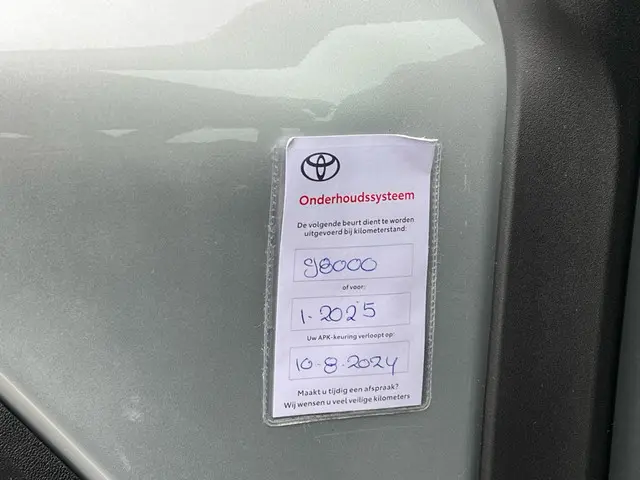 Onderhoudssysteem
De volgende beurt dient te worden
uitgevoerd bij kilometerstand:
98000
of voor:
1-2025
Uw APK-keuring verloopt op:
10-8-2024
Maakt u tijdig een afspraak?
Wij wensen u veel veilige kilometers